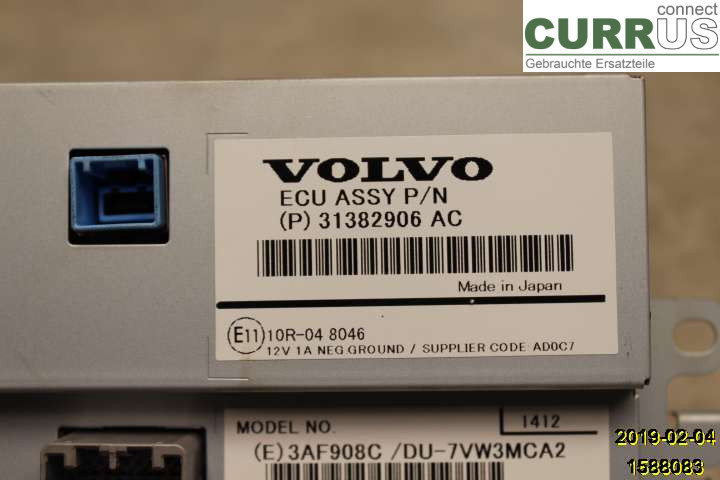 connect
CURRUS
Gebrauchte Ersatzteile
VOLVO
ECU ASSY P/N
(P) 31382906 AC
Made in Japan
E11 10R-04 8046
12V 1A NEG.GROUND / SUPPLIER CODE AD0C7
MODEL NO.
1412
(E) 3AF908C /DU-7VW3MCA2
2019-02-04
1588083